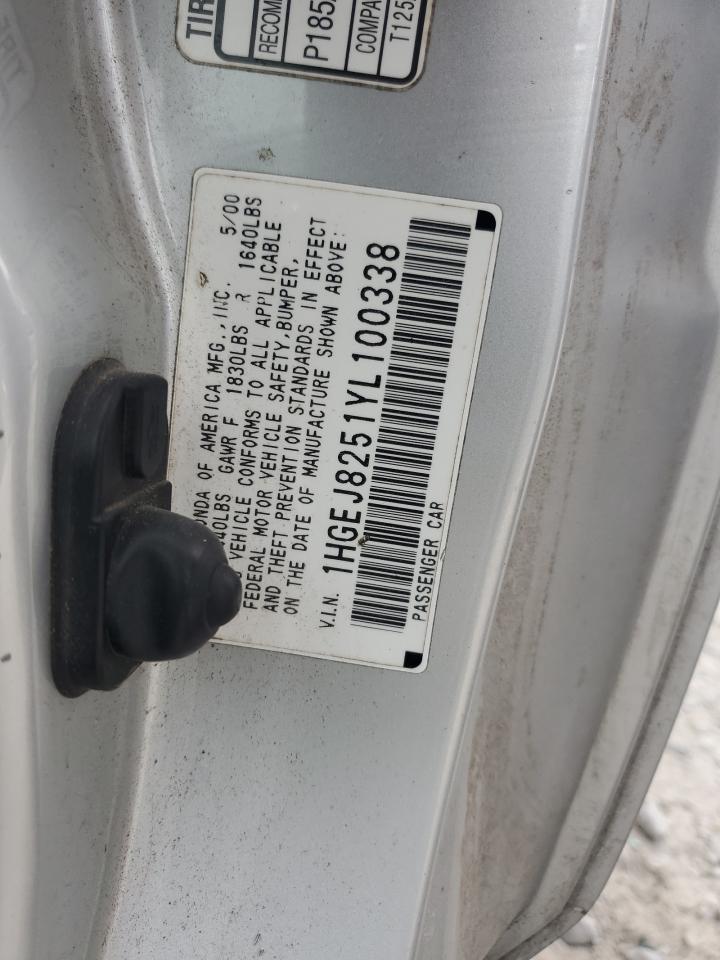 TIR
RECOM
P185
COMPA
T125
OF AMERICA MFG.,INC. 5/00
GAWR F 1830LBS R 1640LBS
VEHICLE CONFORMS TO ALL APPLICABLE
FEDERAL MOTOR VEHICLE SAFETY,BUMPER,
AND THEFT PREVENTION STANDARDS IN EFFECT
ON THE DATE OF MANUFACTURE SHOWN ABOVE:
V.I.N. 1HGEJ8251YL100338
PASSENGER CAR